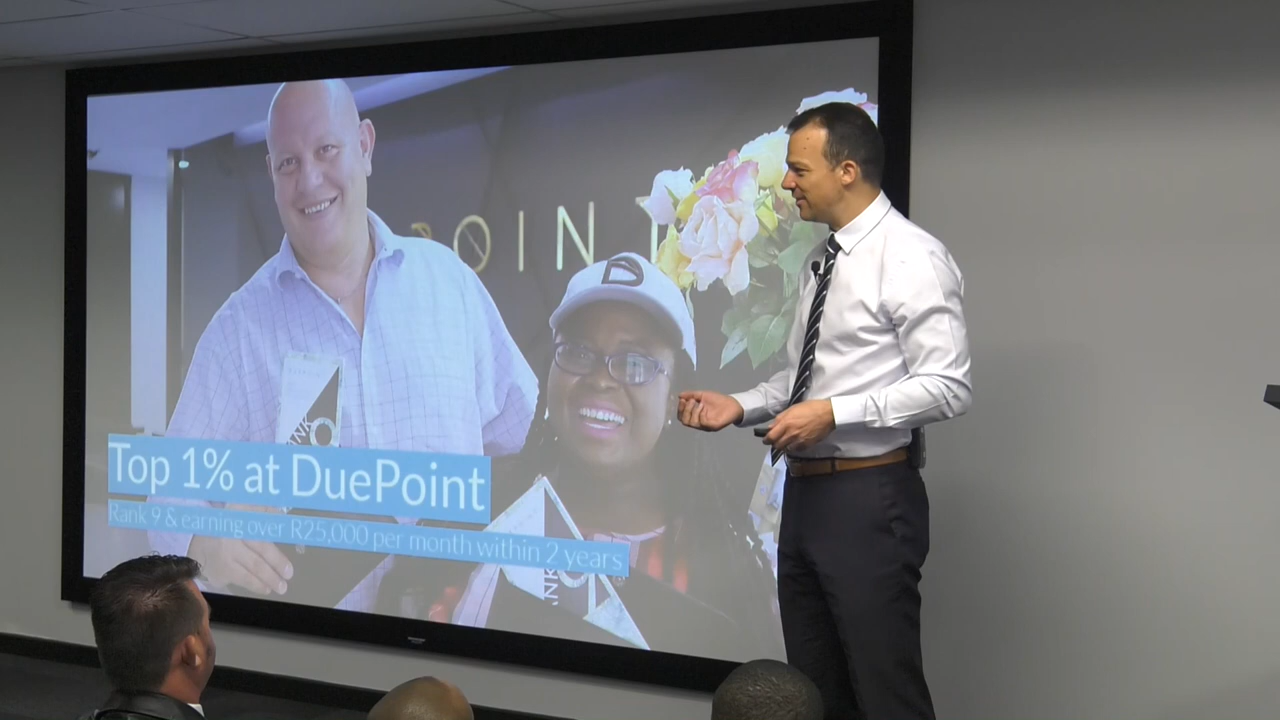 POINT
D
Top 1% at DuePoint
Rank 9 & earning over R25,000 per month within 2 years